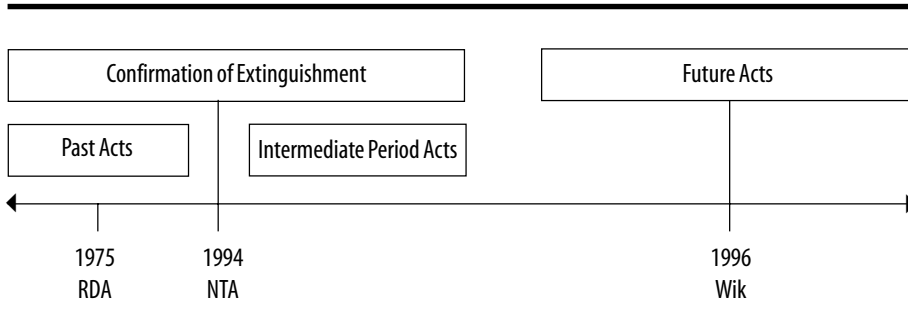 Confirmation of Extinguishment
Future Acts
Past Acts
Intermediate Period Acts
1975
RDA
1994
NTA
1996
Wik